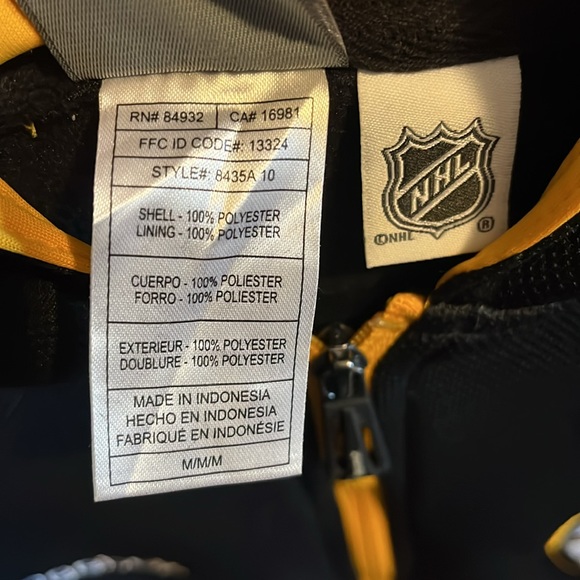 RN# 84932 CA# 16981
FFC ID CODE#: 13324
STYLE#: 8435A 10
SHELL - 100% POLYESTER
LINING - 100% POLYESTER
CUERPO - 100% POLIESTER
FORRO - 100% POLIESTER
EXTERIEUR - 100% POLYESTER
DOUBLURE - 100% POLYESTER
MADE IN INDONESIA
HECHO EN INDONESIA
FABRIQUÉ EN INDONÉSIE
M/M/M
NHL
©NHL ®